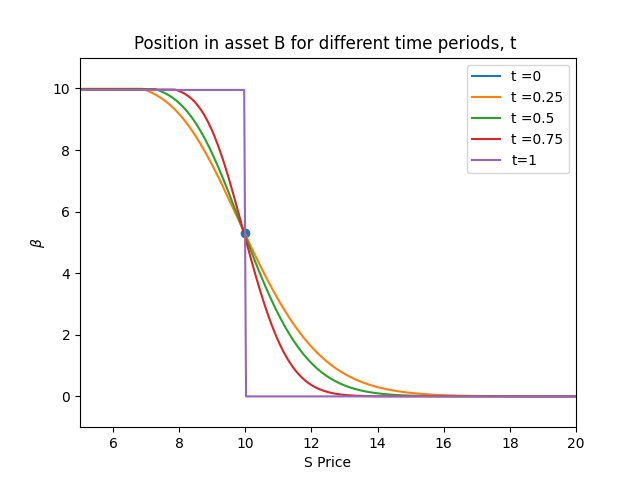 Position in asset B for different time periods, t
t =0
t =0.25
t =0.5
t =0.75
t=1
10
8
6
4
2
0
β
6 8 10 12 14 16 18 20
S Price